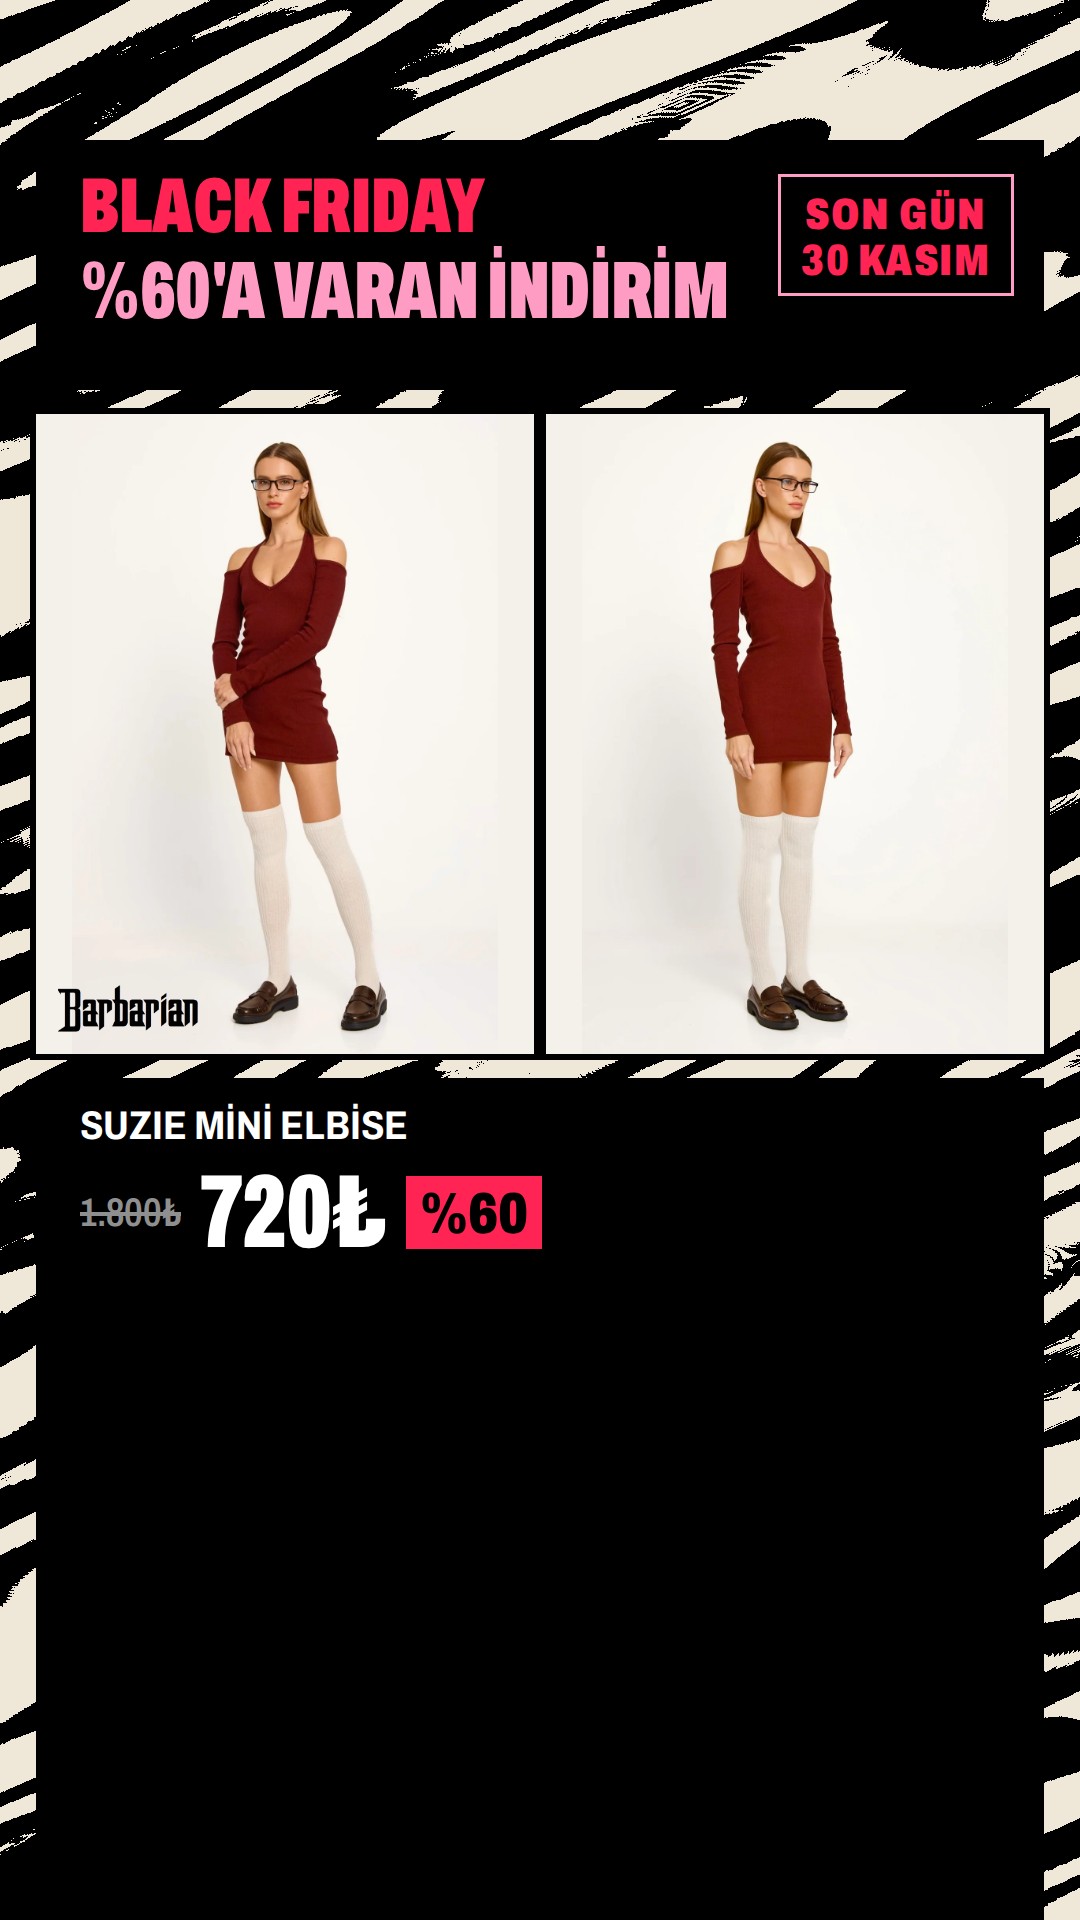 BLACK FRIDAY
%60'A VARAN İNDİRİM
SON GÜN
30 KASIM
Barbarian
SUZIE MİNİ ELBİSE
1.800₺ 720₺ %60